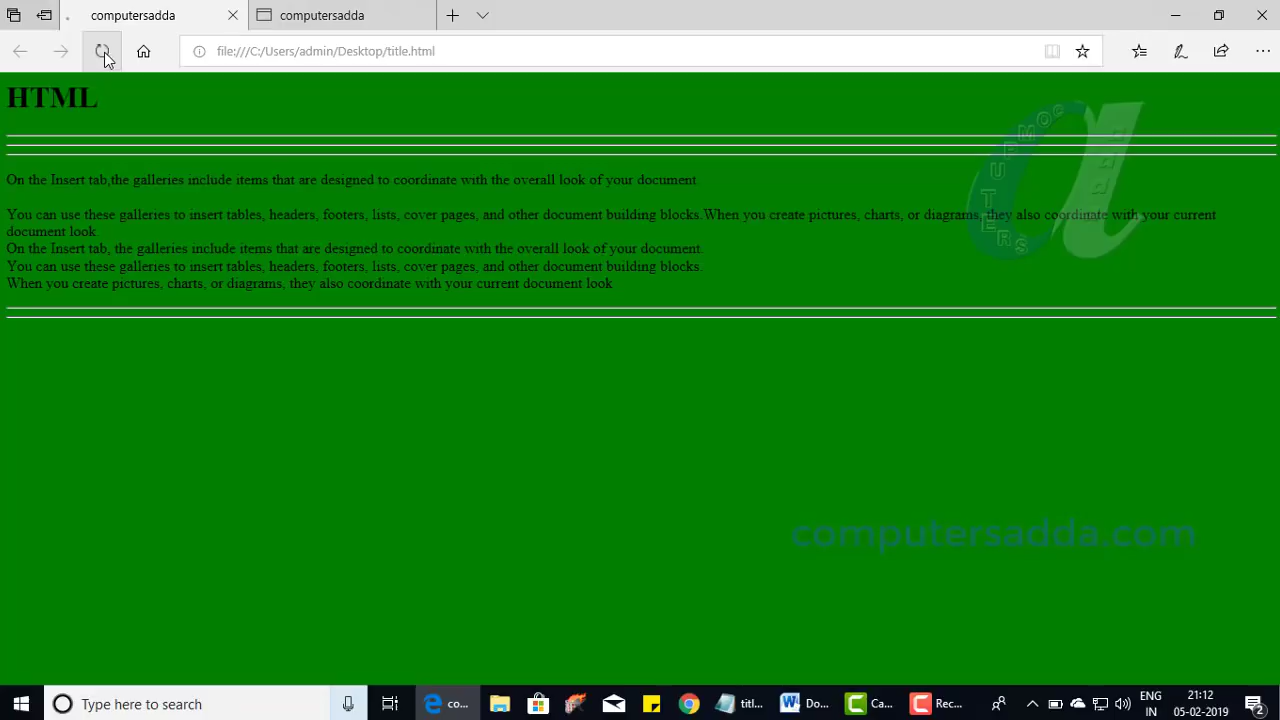 computersadda
computersadda
file:///C:/Users/admin/Desktop/title.html
HTML
On the Insert tab,the galleries include items that are designed to coordinate with the overall look of your document.
You can use these galleries to insert tables, headers, footers, lists, cover pages, and other document building blocks.When you create pictures, charts, or diagrams, they also coordinate with your current
document look
On the Insert tab, the galleries include items that are designed to coordinate with the overall look of your document.
You can use these galleries to insert tables, headers, footers, lists, cover pages, and other document building blocks.
When you create pictures, charts, or diagrams, they also coordinate with your current document look
computersadda.com
Type here to search
co...
titl...
Do...
Ca...
Rec...
ENG
IN
21:12
05-02-2019
2